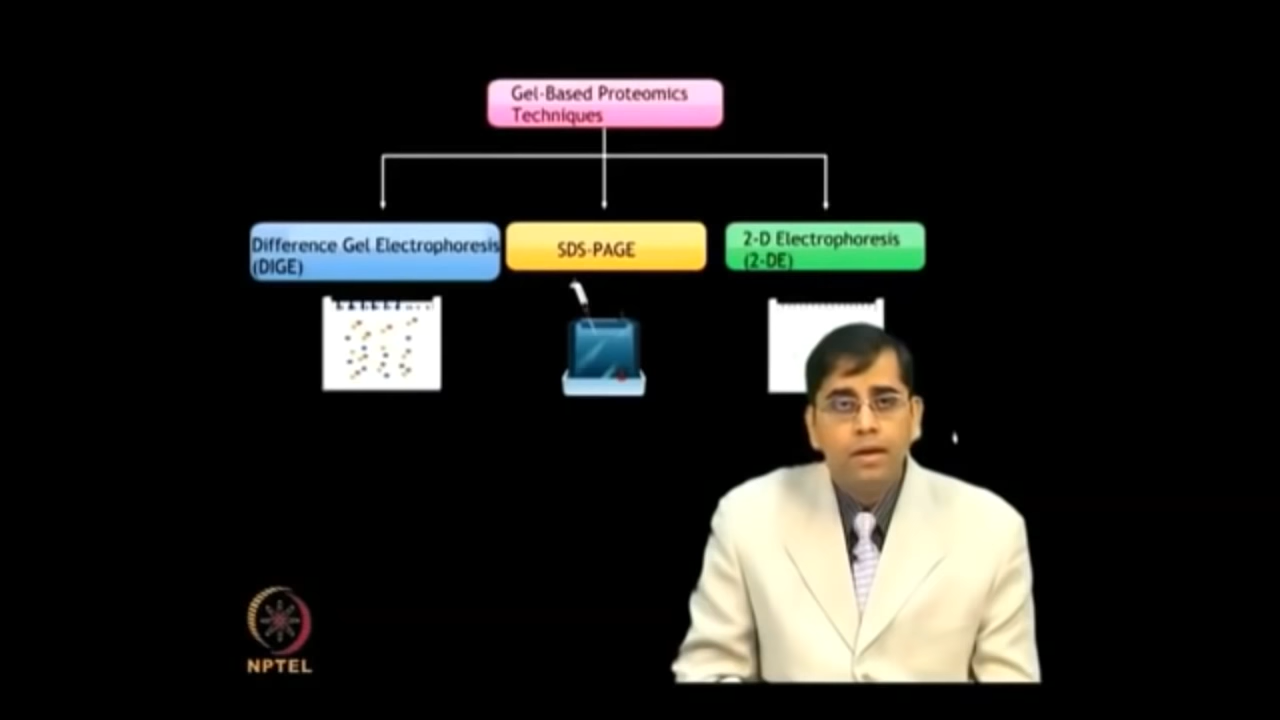 Gel-Based Proteomics
Techniques
Difference Gel Electrophoresis
(DIGE)
SDS-PAGE
2-D Electrophoresis
(2-DE)
NPTEL